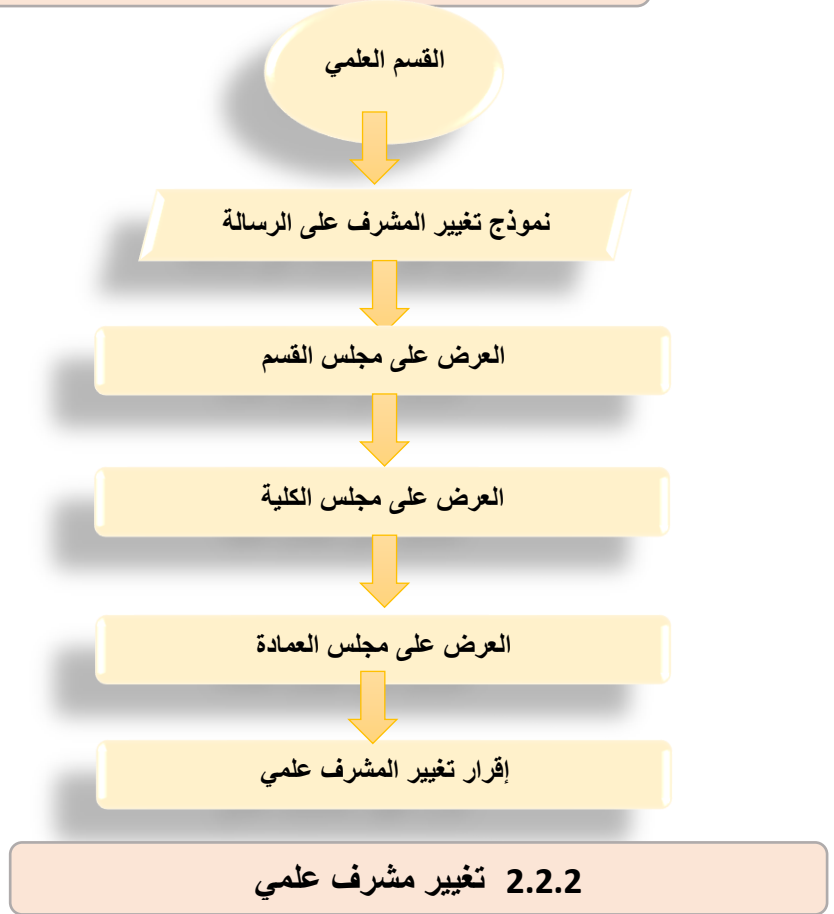 القسم العلمي
نموذج تغيير المشرف على الرسالة
العرض على مجلس القسم
العرض على مجلس الكلية
العرض على مجلس العمادة
إقرار تغيير المشرف علمي
2.2.2 تغيير مشرف علمي